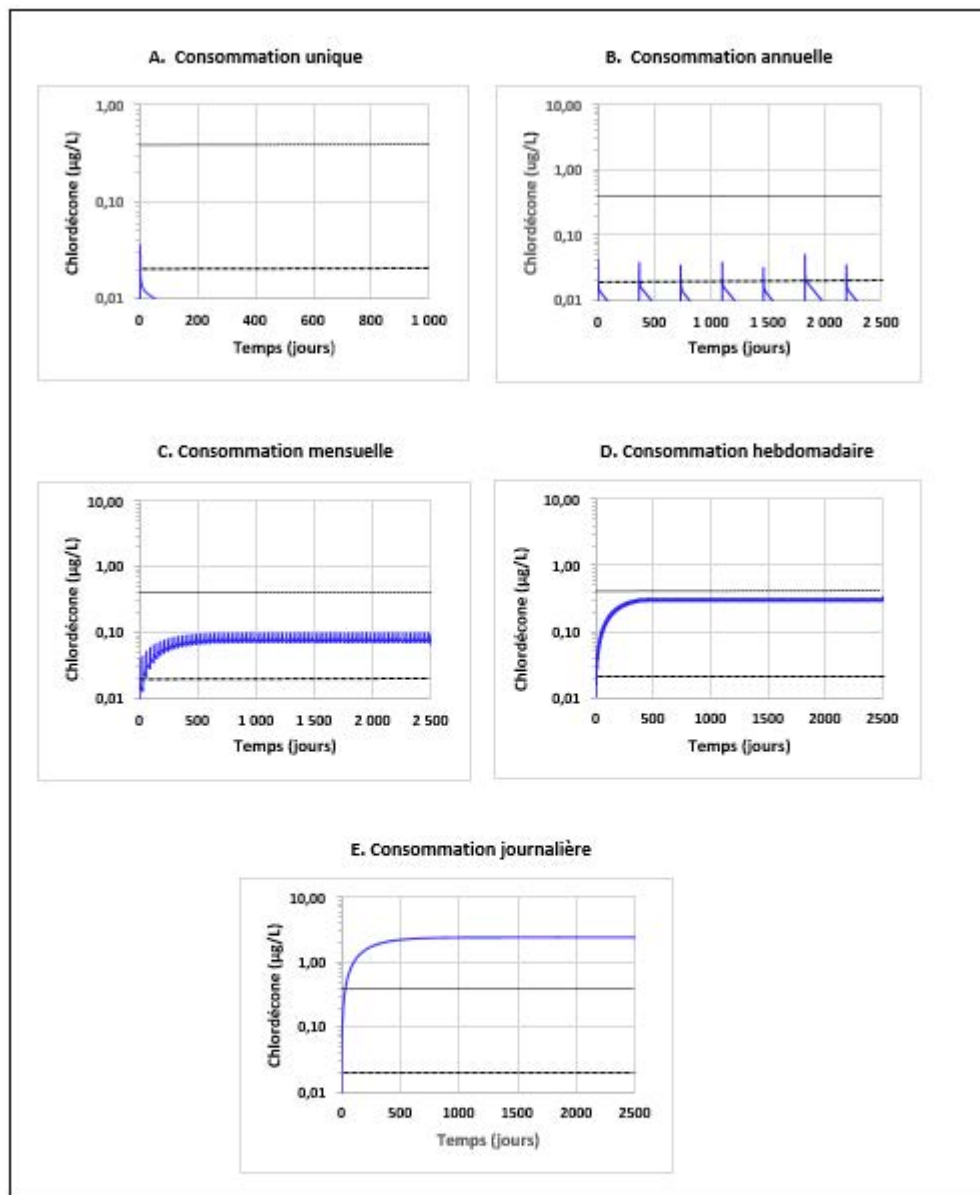 A. Consommation unique
Chlordécone (µg/L)
1,00
0,10
0,01
0 200 400 600 800 1 000
Temps (jours)
B. Consommation annuelle
Chlordécone (ug/L)
10,00
1,00
0,10
0,01
0 500 1 000 1 500 2 000 2 500
Temps (jours)
C. Consommation mensuelle
Chlordécone (µg/L)
10,00
1,00
0,10
0,01
0 500 1 000 1 500 2 000 2 500
Temps (jours)
D. Consommation hebdomadaire
Chlordécone (µg/L)
10,00
1,00
0,10
0,01
0 500 1000 1500 2000 2500
Temps (jours)
E. Consommation journalière
Chlordécone (µg/L)
10,00
1,00
0,10
0,01
0 500 1000 1500 2000 2500
Temps (jours)